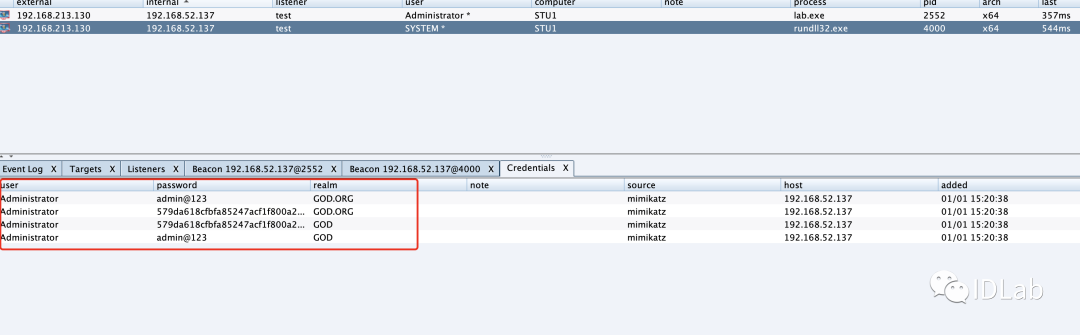 external internal listener user computer note process pid arch last
192.168.213.130 192.168.52.137 test Administrator * STU1 lab.exe 2552 x64 357ms
192.168.213.130 192.168.52.137 test SYSTEM * STU1 rundll32.exe 4000 x64 544ms
Event Log X Targets X Listeners X Beacon 192.168.52.137@2552 X Beacon 192.168.52.137@4000 X Credentials X
user password realm note source host added
Administrator admin@123 GOD.ORG mimikatz 192.168.52.137 01/01 15:20:38
Administrator 579da618cfbfa85247acf1f800a2... GOD.ORG mimikatz 192.168.52.137 01/01 15:20:38
Administrator 579da618cfbfa85247acf1f800a2... GOD mimikatz 192.168.52.137 01/01 15:20:38
Administrator admin@123 GOD mimikatz 192.168.52.137 01/01 15:20:38
IDLab